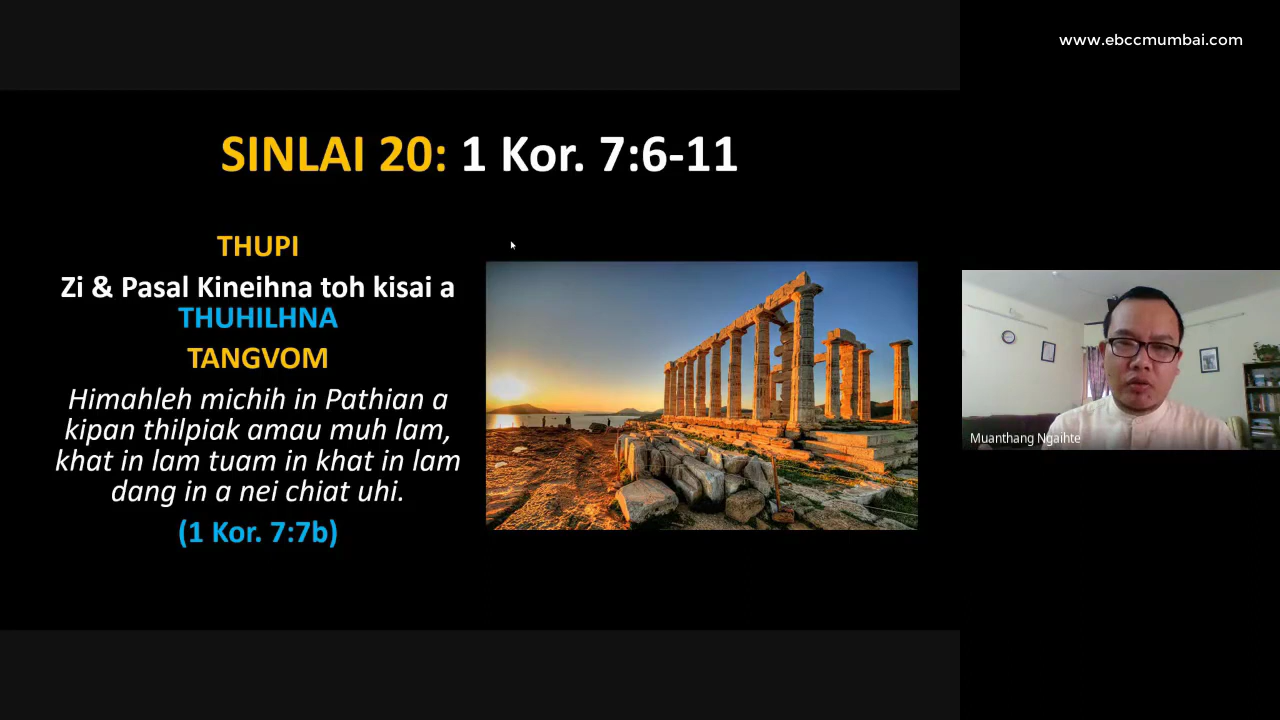 www.ebccmumbai.com
SINLAI 20: 1 Kor. 7:6-11
THUPI
Zi & Pasal Kineihna toh kisai a
THUHILHNA
TANGVOM
Himahleh michih in Pathian a
kipan thilpiak amau muh lam,
khat in lam tuam in khat in lam
dang in a nei chiat uhi.
(1 Kor. 7:7b)
Muanthang Ngaihte